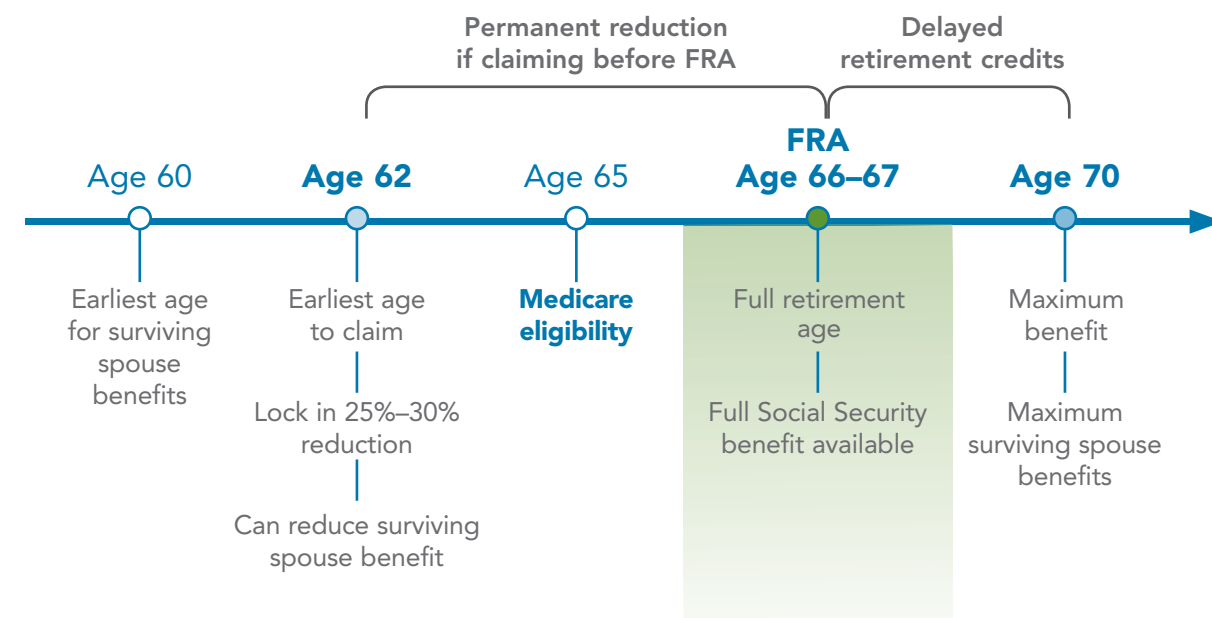 Permanent reduction
if claiming before FRA
Delayed
retirement credits
Age 60
Age 62
Age 65
FRA
Age 66–67
Age 70
Earliest age
for surviving
spouse
benefits
Earliest age
to claim
Lock in 25%–30%
reduction
Can reduce surviving
spouse benefit
Medicare
eligibility
Full retirement
age
Full Social Security
benefit available
Maximum
benefit
Maximum
surviving spouse
benefits